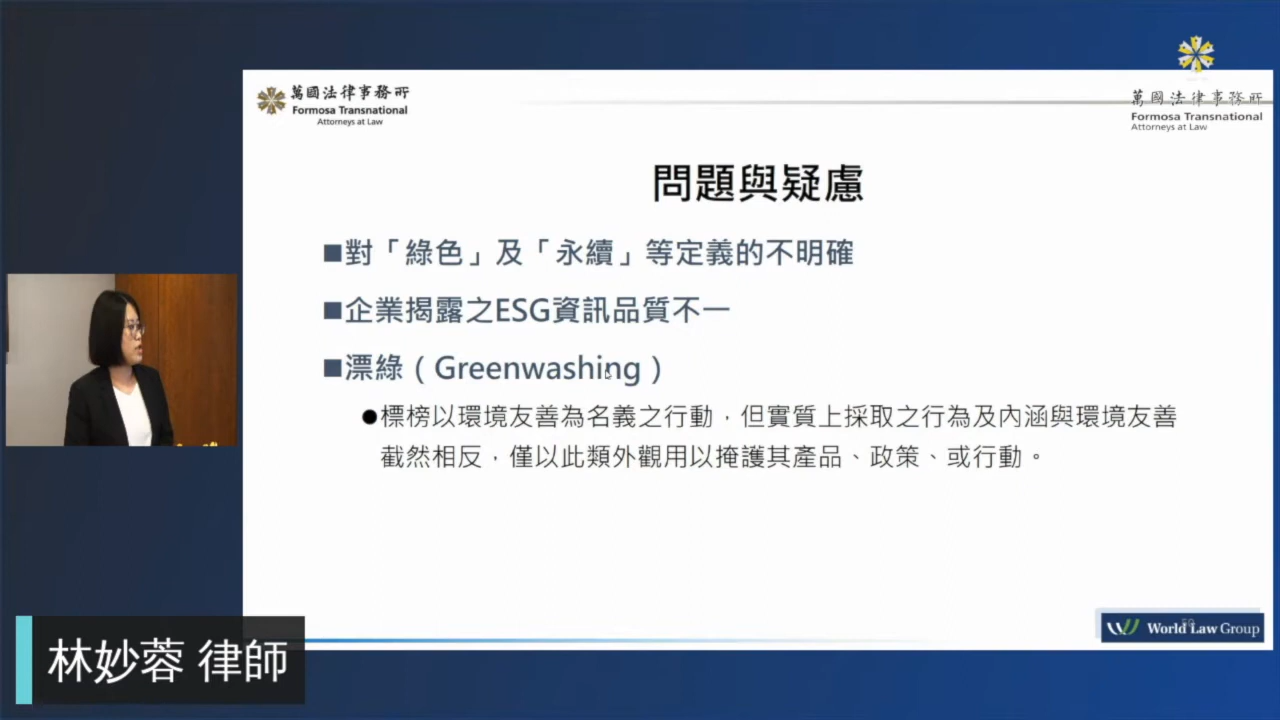 萬國法律事務所
Formosa Transnational
Attorneys at Law
萬國法律事務所
Formosa Transnational
Attorneys at Law
問題與疑慮
■對「綠色」及「永續」等定義的不明確
■企業揭露之ESG資訊品質不一
■漂綠（Greenwashing）
●標榜以環境友善為名義之行動，但實質上採取之行為及內涵與環境友善
截然相反，僅以此類外觀用以掩護其產品、政策、或行動。
World Law Group
林妙蓉 律師